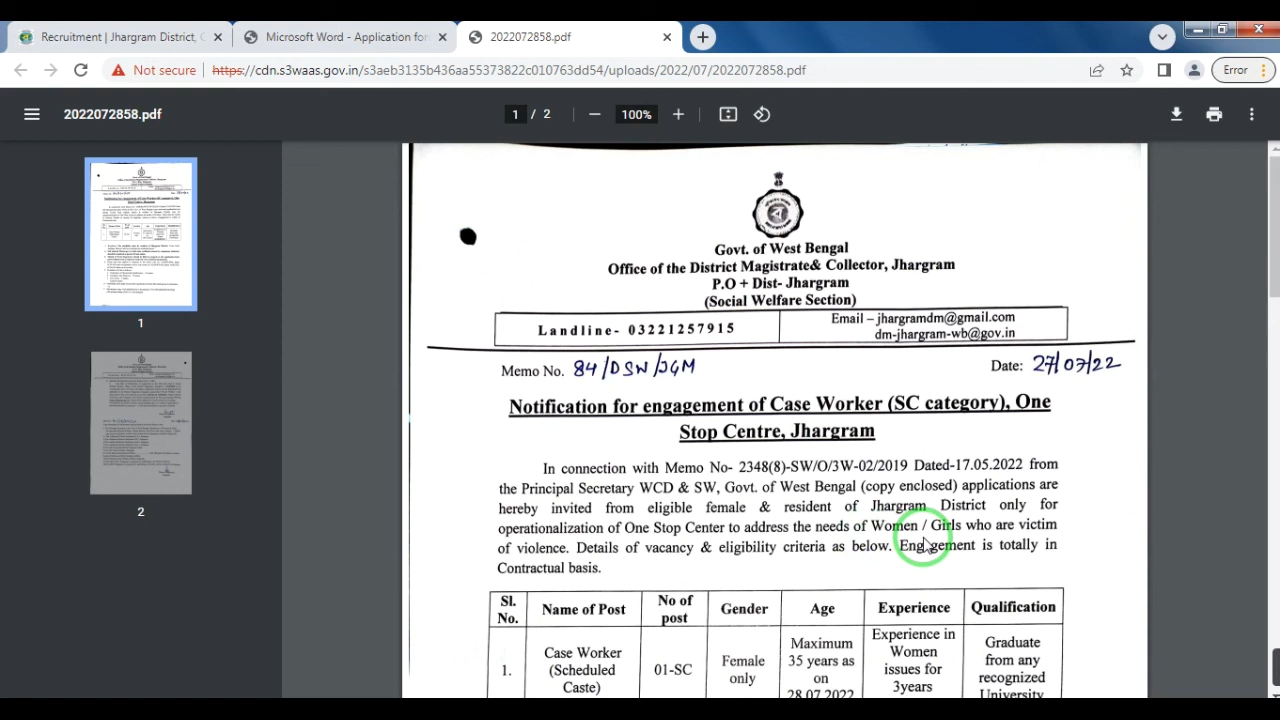 Recruitment | Jhargram District, G
Microsoft Word - Application for
2022072858.pdf
Not secure
https://cdn.s3waas.gov.in/s3aeb3135b436aa55373822c010763dd54/uploads/2022/07/2022072858.pdf
Error
2022072858.pdf
1 / 2
100%
Govt. of West Bengal
Office of the District Magistrate& Collector, Jhargram
P.O + Dist- Jhargram
(Social Welfare Section)
Landline- 03221257915
Email – jhargramdm@gmail.com
dm-jhargram-wb@gov.in
Memo No. 84/DSW/JGM
Date: 27/07/22
Notification for engagement of Case Worker (SC category), One
Stop Centre, Jhargram
In connection with Memo No- 2348(8)-SW/O/3W-02/2019 Dated-17.05.2022 from
the Principal Secretary WCD & SW, Govt. of West Bengal (copy enclosed) applications are
hereby invited from eligible female & resident of Jhargram District only for
operationalization of One Stop Center to address the needs of Women / Girls who are victim
of violence. Details of vacancy & eligibility criteria as below. Engagement is totally in
Contractual basis.
Sl. No.
Name of Post
No of post
Gender
Age
Experience
Qualification
1.
Case Worker (Scheduled Caste)
01-SC
Female only
Maximum 35 years as on 28.07.2022
Experience in Women issues for 3years
Graduate from any recognized University
1
2